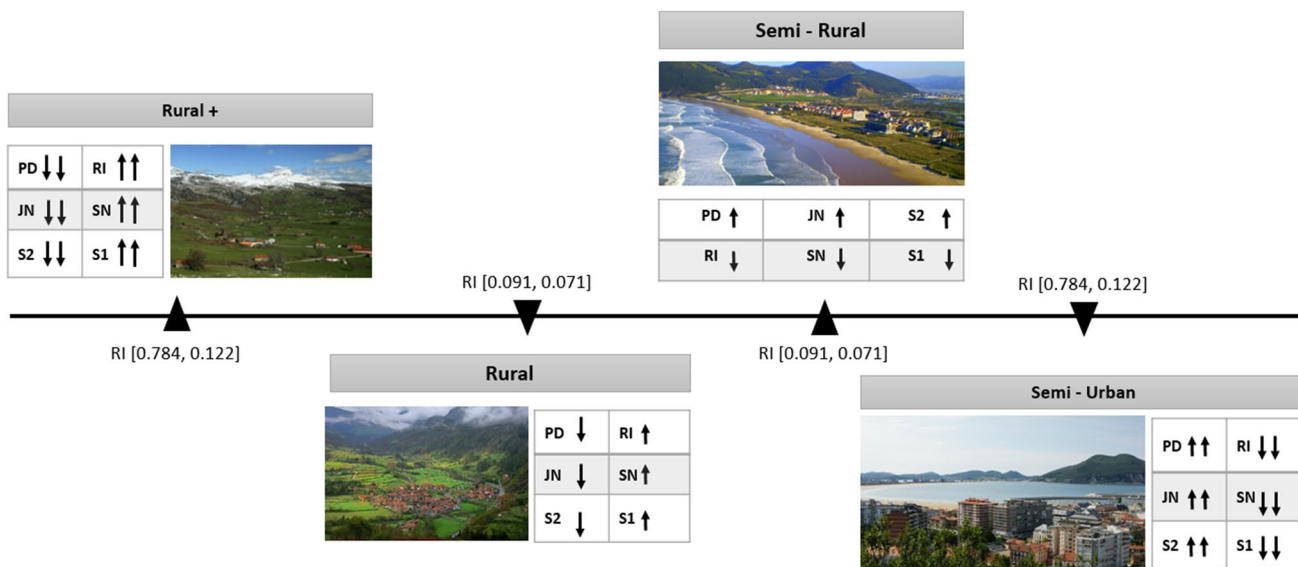 Semi - Rural
Rural +
PD RI
JN SN
S2 S1
PD JN S2
RI SN S1
RI [0.091, 0.071]
RI [0.784, 0.122]
RI [0.784, 0.122]
RI [0.091, 0.071]
Rural
PD RI
JN SN
S2 S1
Semi - Urban
PD RI
JN SN
S2 S1